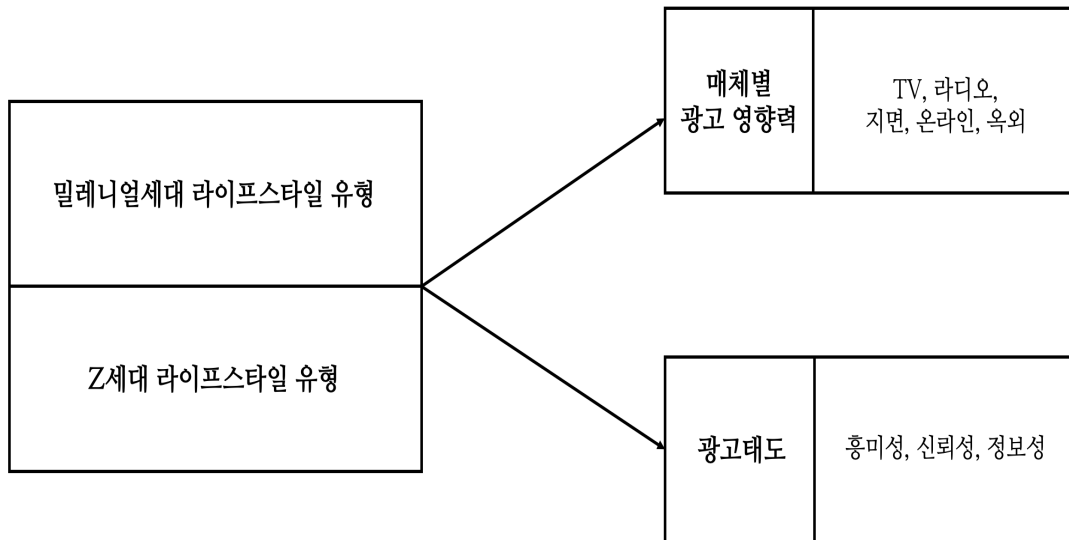 밀레니얼세대 라이프스타일 유형
Z세대 라이프스타일 유형
매체별
광고 영향력
TV, 라디오,
지면, 온라인, 옥외
광고태도
흥미성, 신뢰성, 정보성